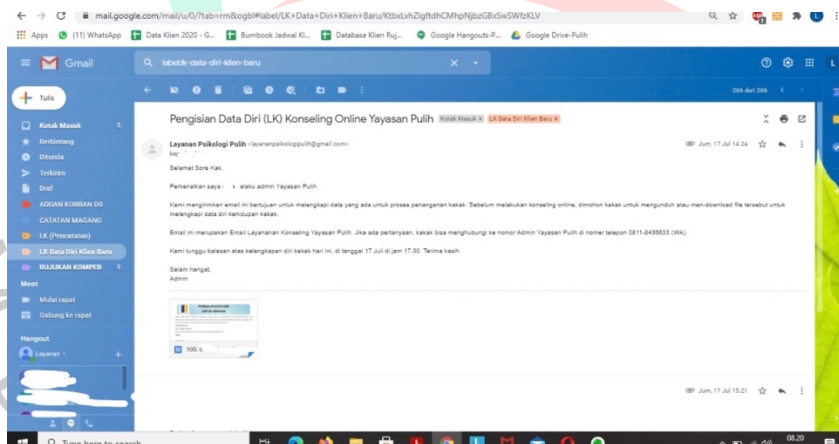 mail.google.com/mail/u/0/?tab=rm&ogbl#label/LK+Data+Diri+Klien+Baru/KtbxLvhZlgftdhCMhpNjbzGBxSwSWfzKLV
Apps (11) WhatsApp Data Klien 2020 - G... Burnbook Jadwal Kl... Database Klien Ruj... Google Hangouts-P... Google Drive-Pulih
Gmail
label:lk-data-diri-klien-baru
Tulis
266 dari 266
Kotak Masuk
Berbintang
Ditunda
Terkirim
Draf
ADUAN KORBAN DS
CATATAN MAGANG
LK (Pencatatan)
LK Data Diri Klien Baru
RUJUKAN KOMPER
Meet
Mulai rapat
Gabung ke rapat
Hangout
Layanan
Pengisian Data Diri (LK) Konseling Online Yayasan Pulih Kotak Masuk x LK Data Diri Klien Baru x
Layanan Psikologi Pulih <layananpsikologipulih@gmail.com>
Jum, 17 Jul 14.24
Selamat Sore Kak,
Perkenalkan saya selaku admin Yayasan Pulih.
Kami mengirimkan email ini bertujuan untuk melengkapi data yang ada untuk proses penanganan kakak. Sebelum melakukan konseling online, dimohon kakak untuk mengunduh atau men-download file tersebut untuk
melengkapi data diri kehidupan kakak.
Email ini merupakan Email Layananan Konseling Yayasan Pulih. Jika ada pertanyaan, kakak bisa menghubungi ke nomor Admin Yayasan Pulih di nomer telepon 0811-8436633 (WA).
Kami tunggu balasan atas kelengkapan diri kakak hari ini, di tanggal 17 Juli di jam 17.00. Terima kasih
Salam hangat,
Admin
105.
Jum, 17 Jul 15.21
Type here to search
08.20